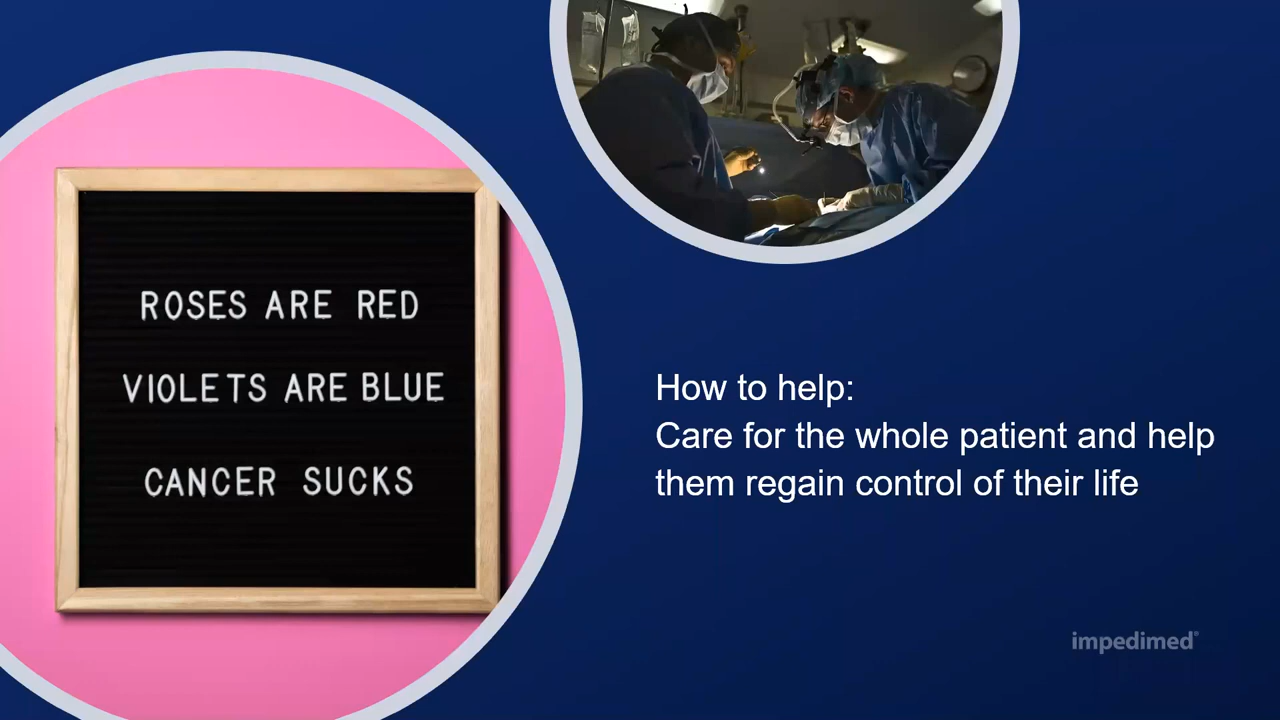 ROSES ARE RED
VIOLETS ARE BLUE
CANCER SUCKS
How to help:
Care for the whole patient and help
them regain control of their life
impedimed®